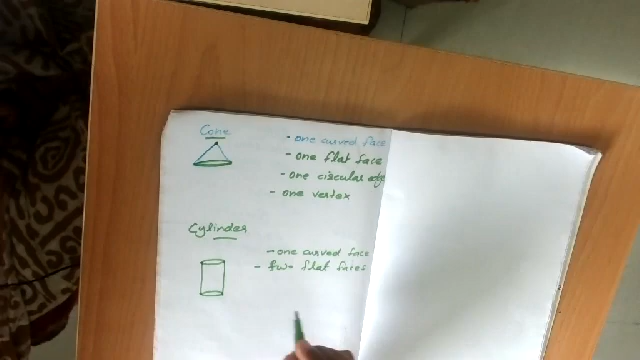 Cone
- one curved face
- one flat face
- one circular edge
- one vertex
Cylinder
- one curved face
- two flat faces